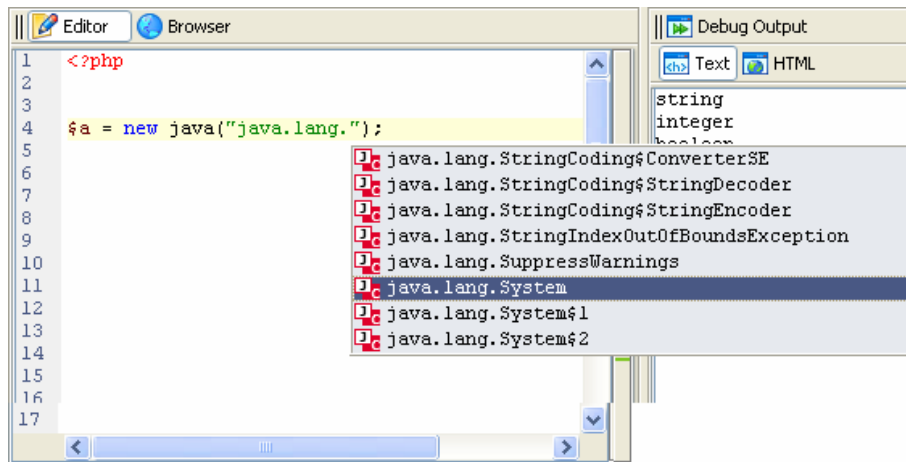 Editor Browser
1 <?php
2
3
4 $a = new java("java.lang.");
5
6
7
8
9
10
11
12
13
14
15
16
17
java.lang.StringCoding$ConverterSE
java.lang.StringCoding$StringDecoder
java.lang.StringCoding$StringEncoder
java.lang.StringIndexOutOfBoundsException
java.lang.SuppressWarnings
java.lang.System
java.lang.System$1
java.lang.System$2
Debug Output
Text HTML
string
integer
boolean